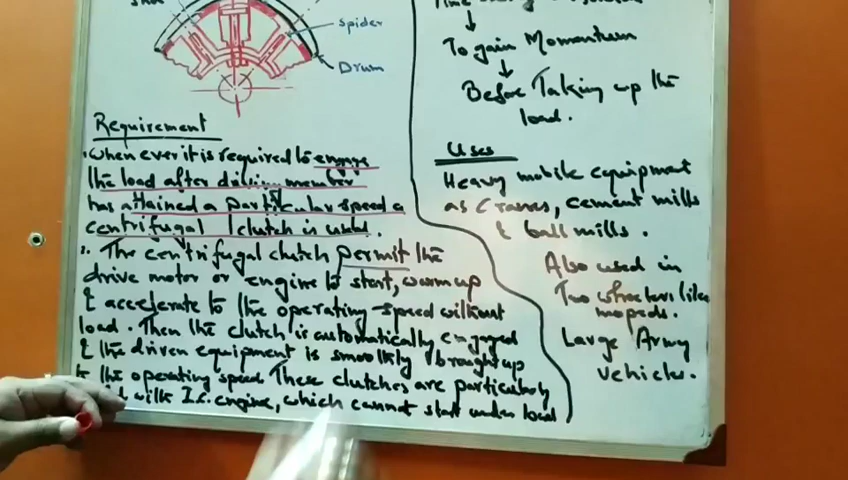 Spider
Drum
Requirement
. when ever it is required to engage
the load after driving member
has attained a particular speed a
centrifugal clutch is used.
The centrifugal clutch permit the
drive motor or engine to start, warm up
& accelerate to the operating speed without
load. Then the clutch is automatically engaged
& the driven equipment is smoothly brought up
to the operating speed These clutches are particularly
with I.C. engine, which cannot start under load
↓
To gain Momentum
↓
Before Taking up the
load.
Uses
Heavy mobile equipment
as cranes, cement mills
& ball mills.
Also used in
Two wheelers like
mopeds.
Large Army
vehicles.